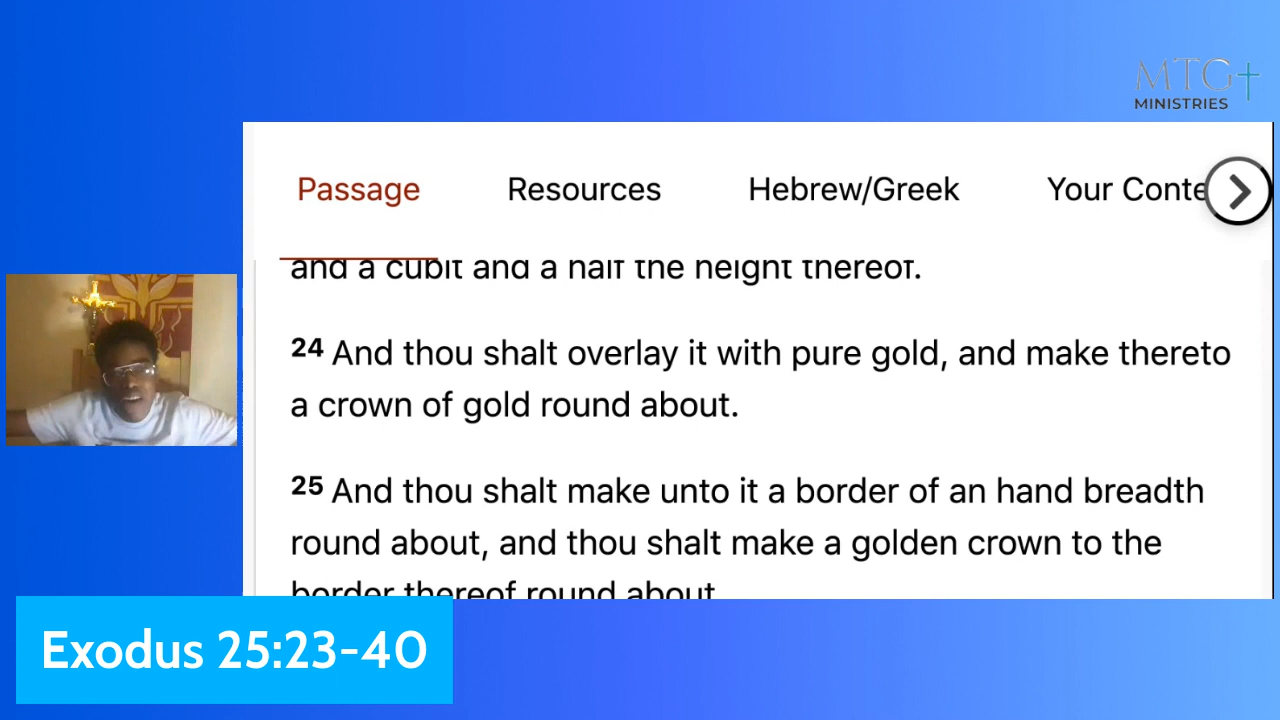 MTG
MINISTRIES
Passage Resources Hebrew/Greek Your Conte
and a cubit and a half the height thereof.
24 And thou shalt overlay it with pure gold, and make thereto
a crown of gold round about.
25 And thou shalt make unto it a border of an hand breadth
round about, and thou shalt make a golden crown to the
border thereof round about
Exodus 25:23-40